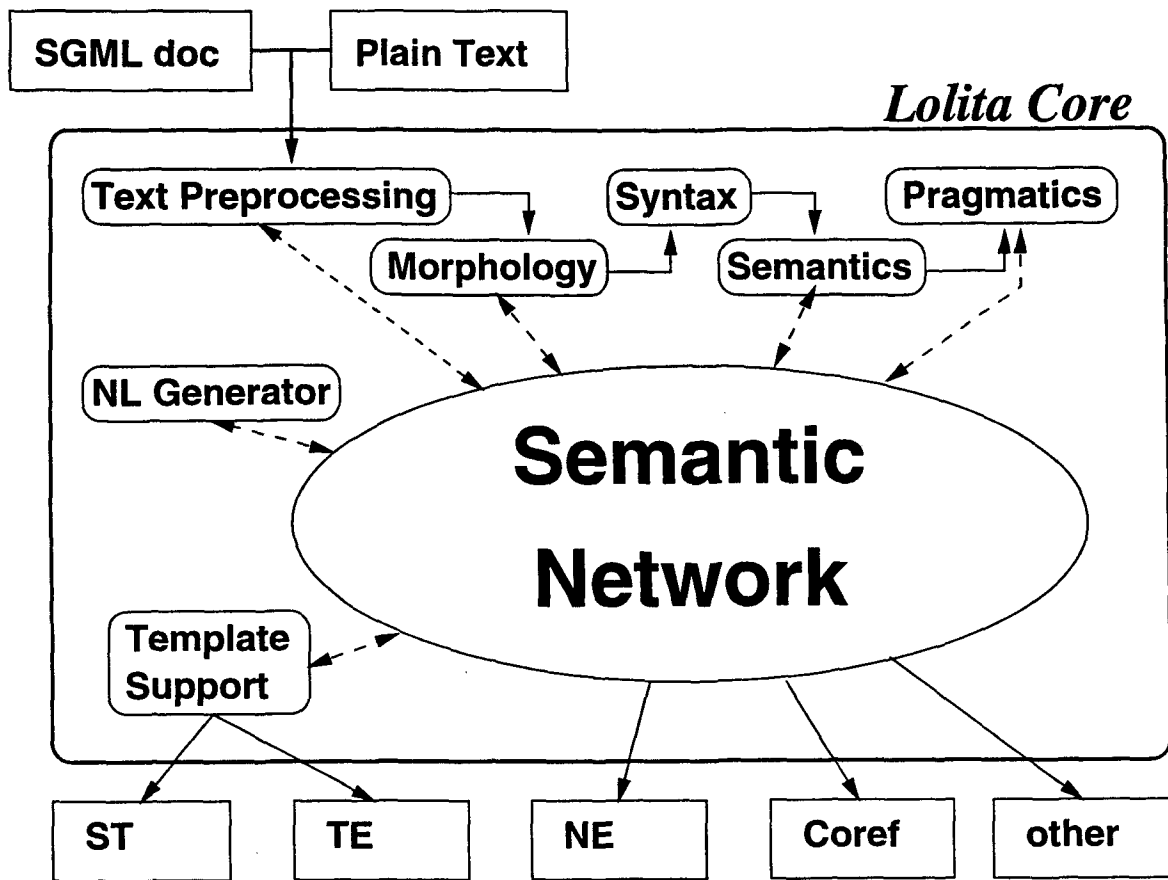 SGML doc
Plain Text
Lolita Core
Text Preprocessing
Syntax
Pragmatics
Morphology
Semantics
NL Generator
Semantic
Network
Template
Support
ST
TE
NE
Coref
other